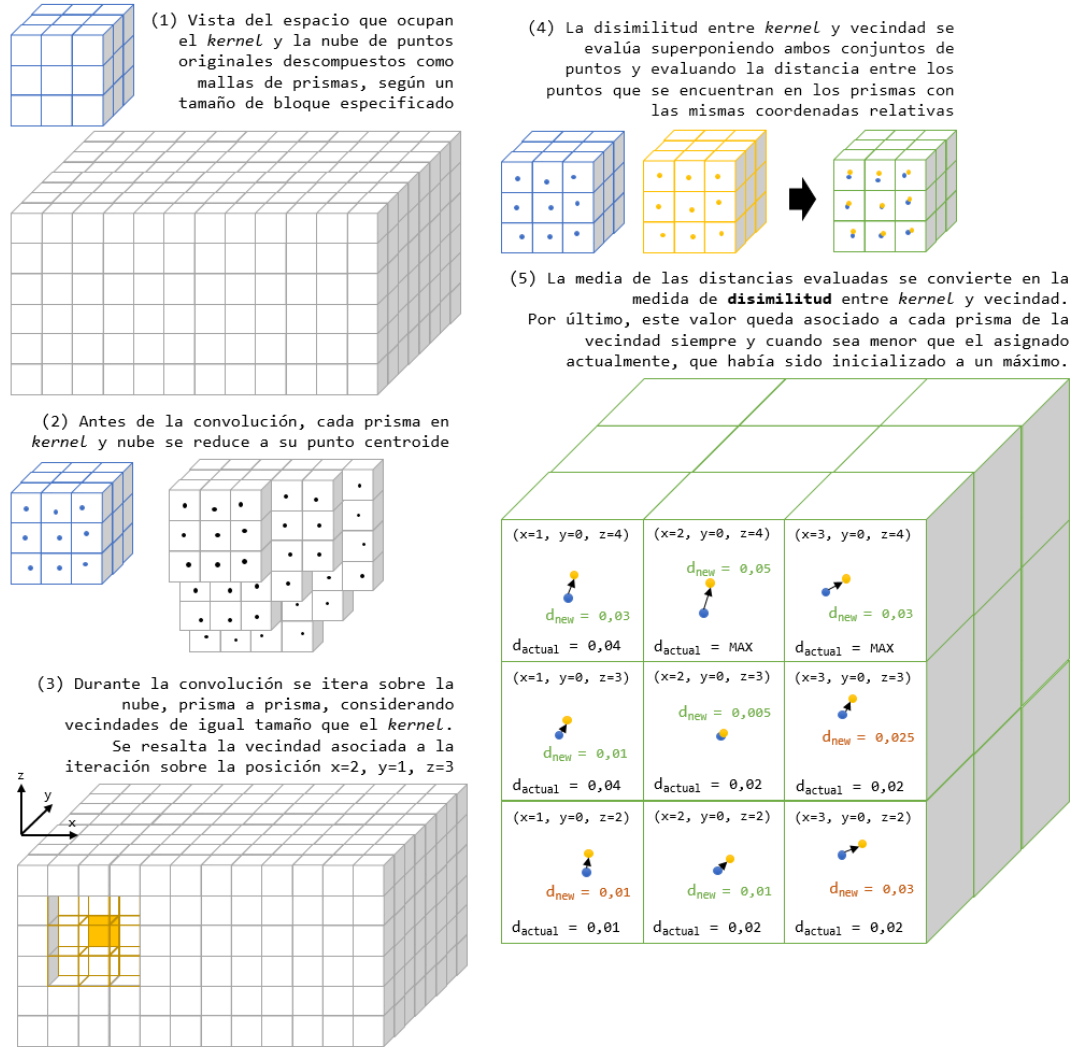 (1) Vista del espacio que ocupan
el kernel y la nube de puntos
originales descompuestos como
mallas de prismas, según un
tamaño de bloque especificado
(2) Antes de la convolución, cada prisma en
kernel y nube se reduce a su punto centroide
(3) Durante la convolución se itera sobre la
nube, prisma a prisma, considerando
vecindades de igual tamaño que el kernel.
Se resalta la vecindad asociada a la
iteración sobre la posición x=2, y=1, z=3
z
y
x
(4) La disimilitud entre kernel y vecindad se
evalúa superponiendo ambos conjuntos de
puntos y evaluando la distancia entre los
puntos que se encuentran en los prismas con
las mismas coordenadas relativas
(5) La media de las distancias evaluadas se convierte en la
medida de disimilitud entre kernel y vecindad.
Por último, este valor queda asociado a cada prisma de la
vecindad siempre y cuando sea menor que el asignado
actualmente, que había sido inicializado a un máximo.
(x=1, y=0, z=4)
dnew = 0,03
dactual = 0,04
(x=2, y=0, z=4)
dnew = 0,05
dactual = MAX
(x=3, y=0, z=4)
dnew = 0,03
dactual = MAX
(x=1, y=0, z=3)
dnew = 0,01
dactual = 0,04
(x=2, y=0, z=3)
dnew = 0,005
dactual = 0,02
(x=3, y=0, z=3)
dnew = 0,025
dactual = 0,02
(x=1, y=0, z=2)
dnew = 0,01
dactual = 0,01
(x=2, y=0, z=2)
dnew = 0,01
dactual = 0,02
(x=3, y=0, z=2)
dnew = 0,03
dactual = 0,02